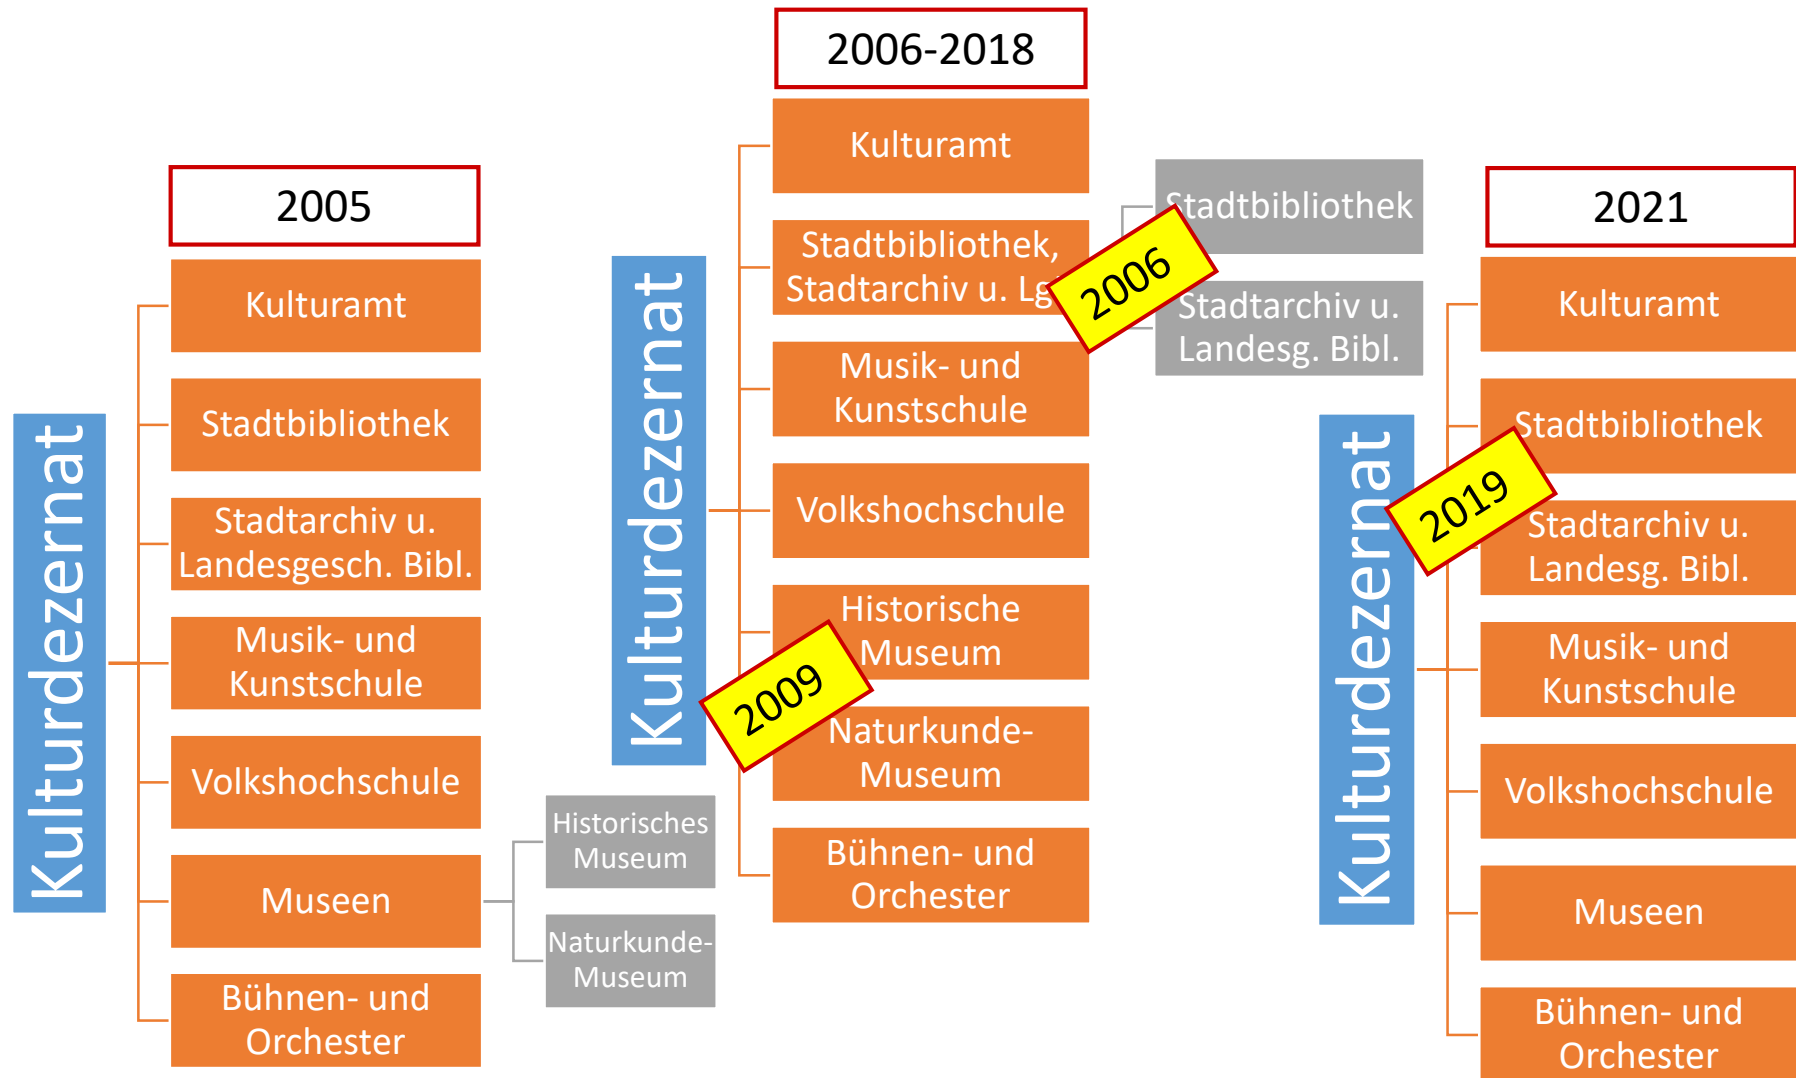 2005
Kulturdezernat
Kulturamt
Stadtbibliothek
Stadtarchiv u.
Landesgesch. Bibl.
Musik- und
Kunstschule
Volkshochschule
Museen
Historisches
Museum
Naturkunde-
Museum
Bühnen- und
Orchester
2006-2018
Kulturdezernat
Kulturamt
Stadtbibliothek,
Stadtarchiv u. Lg
2006
Stadtbibliothek
Stadtarchiv u.
Landesg. Bibl.
Musik- und
Kunstschule
Volkshochschule
Historische
Museum
2009
Naturkunde-
Museum
Bühnen- und
Orchester
2021
Kulturdezernat
Kulturamt
Stadtbibliothek
2019
Stadtarchiv u.
Landesg. Bibl.
Musik- und
Kunstschule
Volkshochschule
Museen
Bühnen- und
Orchester